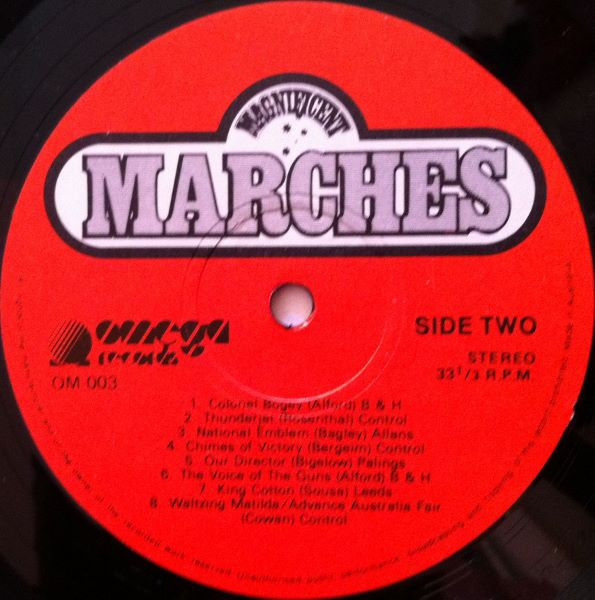 MAGNIFICENT
MARCHES
omega
records
OM-003
SIDE TWO
STEREO
33 1/3 R.P.M.
1. Colonel Bogey (Alford) B & H
2. Thunderjet (Rosenthal) Control
3. National Emblem (Bagley) Allans
4. Chimes of Victory (Bergeim) Control
5. Our Director (Bigelow) Palings
6. The Voice of The Guns (Alford) B & H
7. King Cotton (Sousa) Leeds
8. Waltzing Matilda/Advance Australia Fair
(Cowan) Control